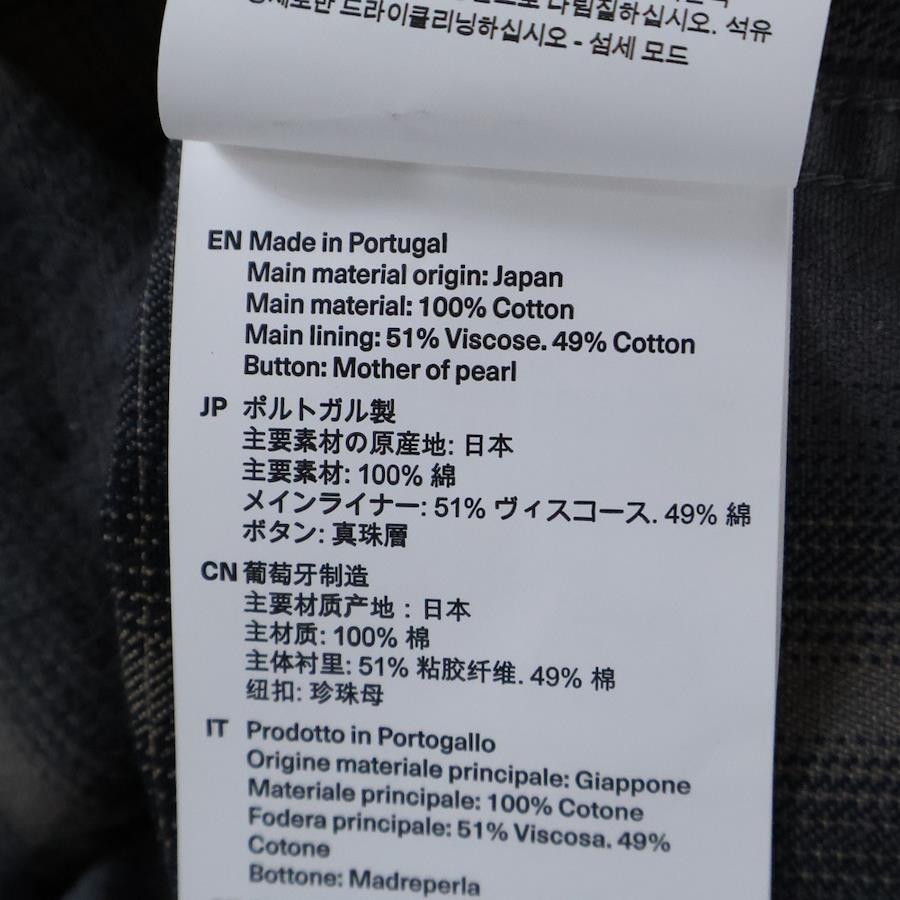 하십시오. 석유
드라이클리닝하십시오 - 섬세 모드
EN Made in Portugal
Main material origin: Japan
Main material: 100% Cotton
Main lining: 51% Viscose. 49% Cotton
Button: Mother of pearl
JP ポルトガル製
主要素材の原産地: 日本
主要素材: 100% 綿
メインライナー: 51% ヴィスコース. 49% 綿
ボタン: 真珠層
CN 葡萄牙制造
主要材质产地：日本
主材质: 100% 棉
主体衬里: 51% 粘胶纤维. 49% 棉
纽扣: 珍珠母
IT Prodotto in Portogallo
Origine materiale principale: Giappone
Materiale principale: 100% Cotone
Fodera principale: 51% Viscosa. 49%
Cotone
Bottone: Madreperla